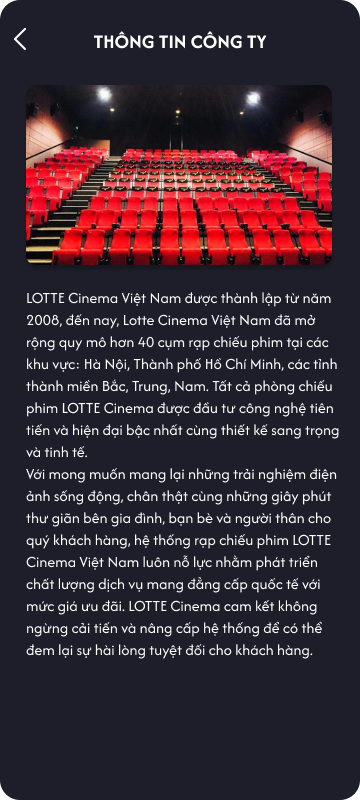 THÔNG TIN CÔNG TY
LOTTE Cinema Việt Nam được thành lập từ năm
2008, đến nay, Lotte Cinema Việt Nam đã mở
rộng quy mô hơn 40 cụm rạp chiếu phim tại các
khu vực: Hà Nội, Thành phố Hồ Chí Minh, các tỉnh
thành miền Bắc, Trung, Nam. Tất cả phòng chiếu
phim LOTTE Cinema được đầu tư công nghệ tiên
tiến và hiện đại bậc nhất cùng thiết kế sang trọng
và tinh tế.
Với mong muốn mang lại những trải nghiệm điện
ảnh sống động, chân thật cùng những giây phút
thư giãn bên gia đình, bạn bè và người thân cho
quý khách hàng, hệ thống rạp chiếu phim LOTTE
Cinema Việt Nam luôn nỗ lực nhằm phát triển
chất lượng dịch vụ mang đẳng cấp quốc tế với
mức giá ưu đãi. LOTTE Cinema cam kết không
ngừng cải tiến và nâng cấp hệ thống để có thể
đem lại sự hài lòng tuyệt đối cho khách hàng.